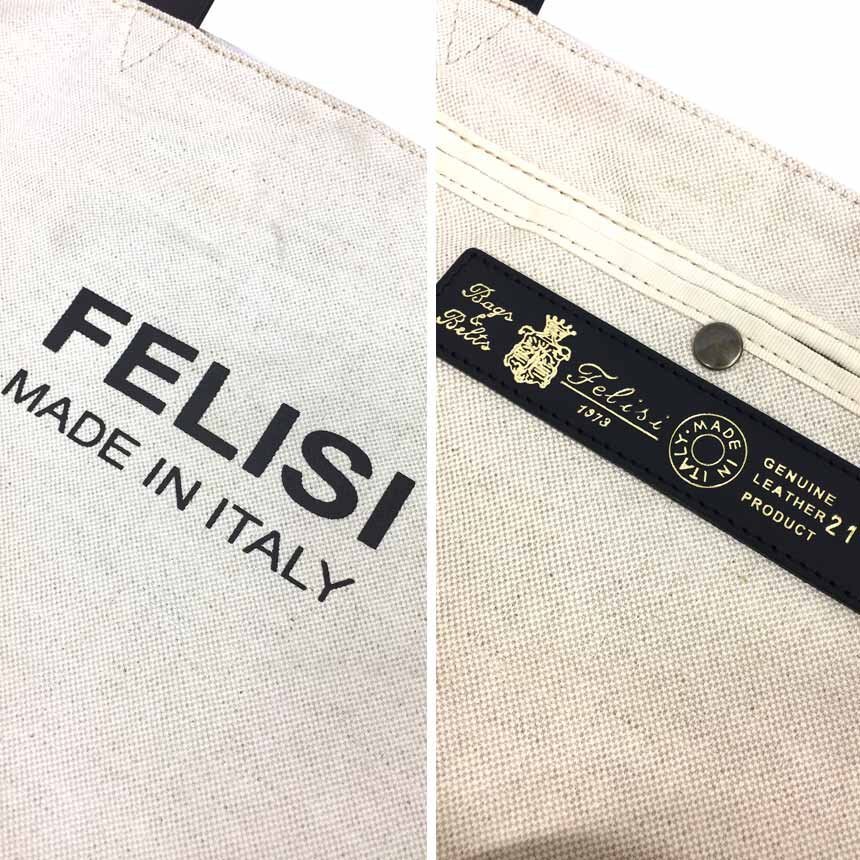 FELISI
MADE IN ITALY
Bags
&
Belts
Felisi
1973
MADE IN ITALY
GENUINE
LEATHER
PRODUCT
21